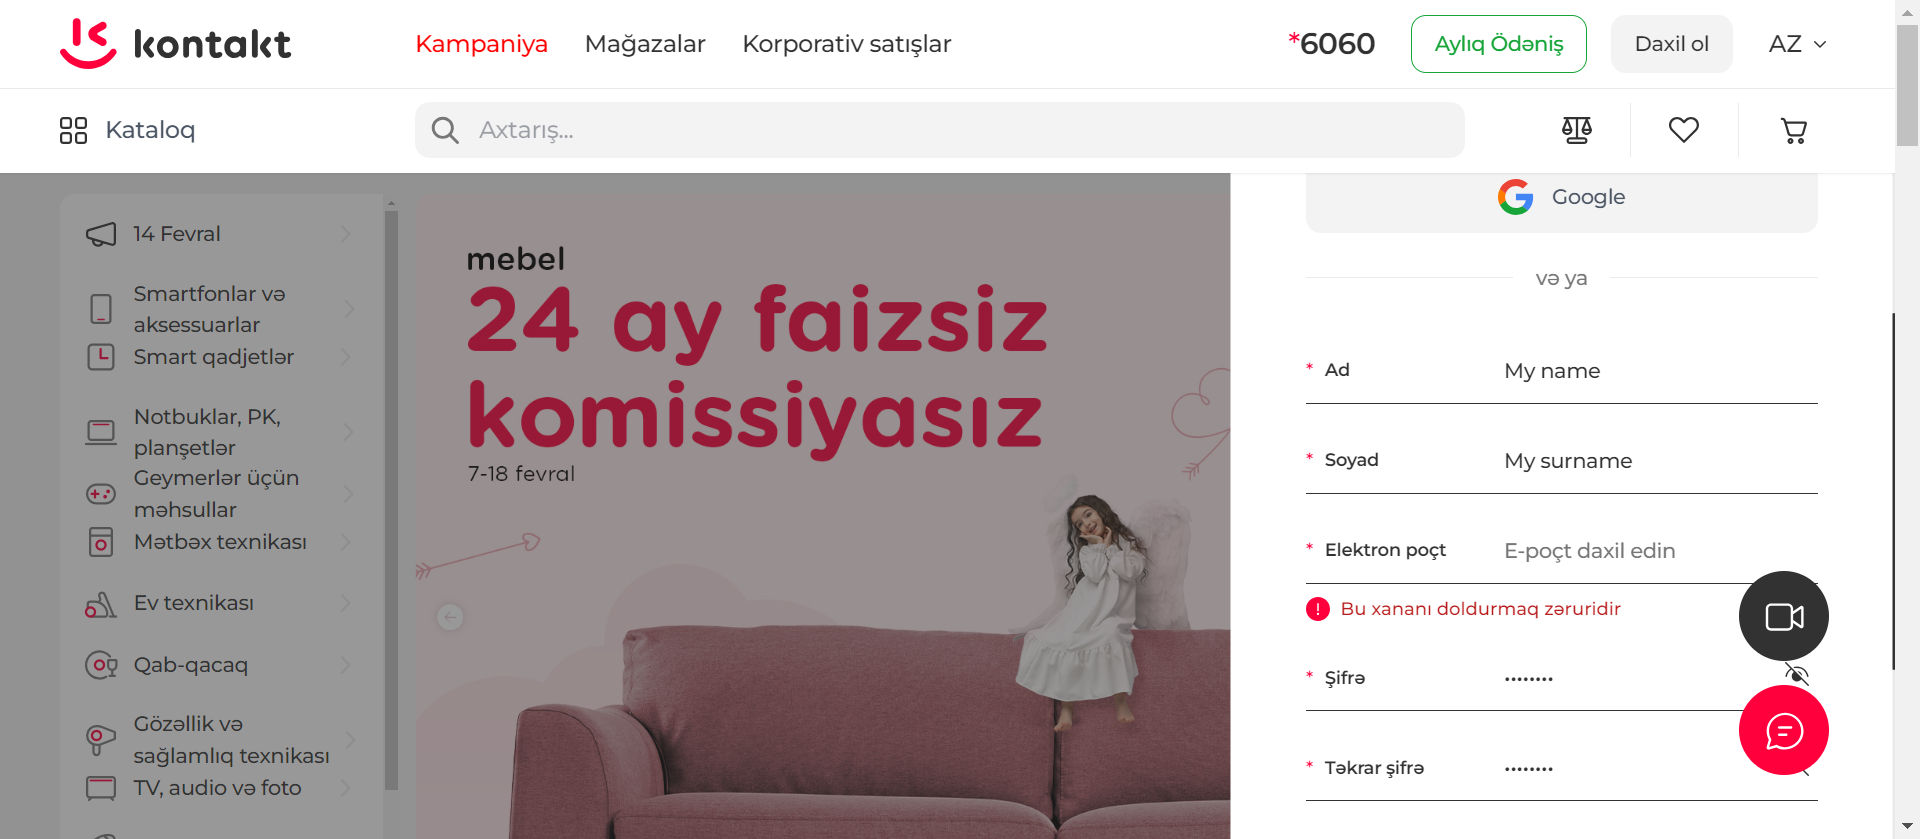 kontakt
Kampaniya
Mağazalar
Korporativ satışlar
*6060
Aylıq Ödəniş
Daxil ol
AZ
Kataloq
Axtarış...
14 Fevral
Smartfonlar və
aksessuarlar
Smart qadjetlər
Notbuklar, PK,
planşetlər
Geymerlər üçün
məhsullar
Mətbəx texnikası
Ev texnikası
Qab-qacaq
Gözəllik və
sağlamlıq texnikası
TV, audio və foto
mebel
24 ay faizsiz
komissiyasız
7-18 fevral
Google
və ya
* Ad
My name
* Soyad
My surname
* Elektron poçt
E-poçt daxil edin
Bu xananı doldurmaq zəruridir
* Şifrə
••••••••
* Təkrar şifrə
••••••••